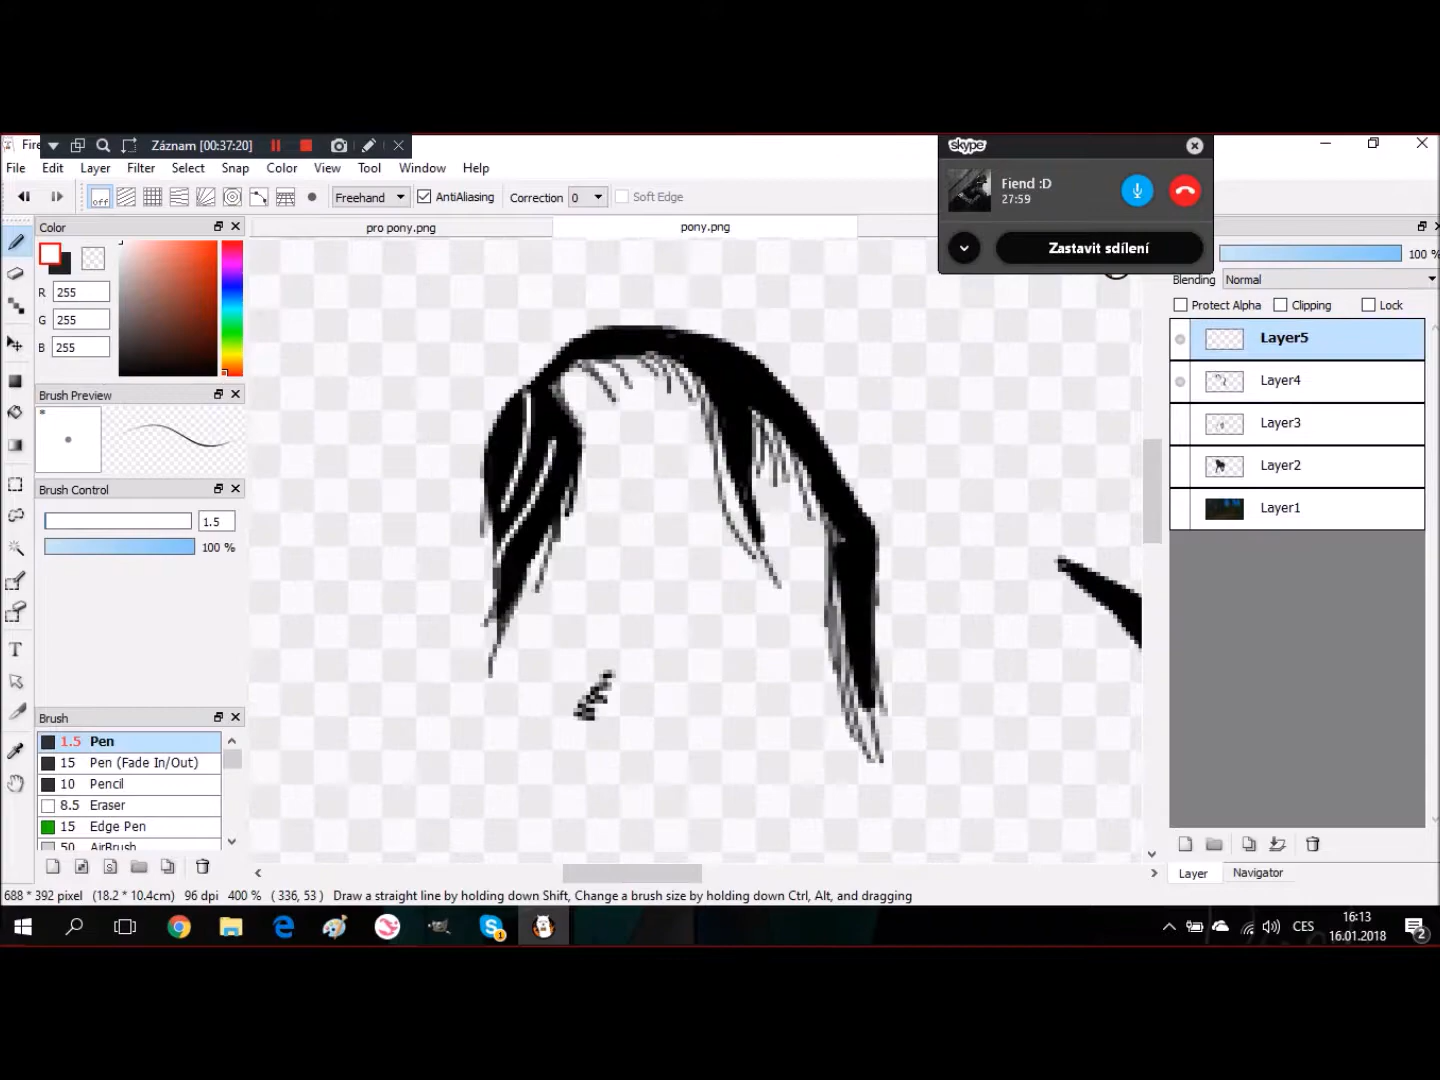 Fire
Záznam [00:37:20]
skype
File Edit Layer Filter Select Snap Color View Tool Window Help
Fiend :D
27:59
off
Freehand
AntiAliasing
Correction 0
Soft Edge
Color
pro pony.png
pony.png
Zastavit sdílení
100 %
Blending Normal
R 255
G 255
B 255
Protect Alpha
Clipping
Lock
Layer5
Layer4
Layer3
Layer2
Layer1
Brush Preview
*
Brush Control
1.5
100 %
Brush
1.5 Pen
15 Pen (Fade In/Out)
10 Pencil
8.5 Eraser
15 Edge Pen
50 AirBrush
S
Layer
Navigator
688 * 392 pixel (18.2 * 10.4cm) 96 dpi 400 % ( 336, 53 ) Draw a straight line by holding down Shift, Change a brush size by holding down Ctrl, Alt, and dragging
T
1
CES
16:13
16.01.2018
2